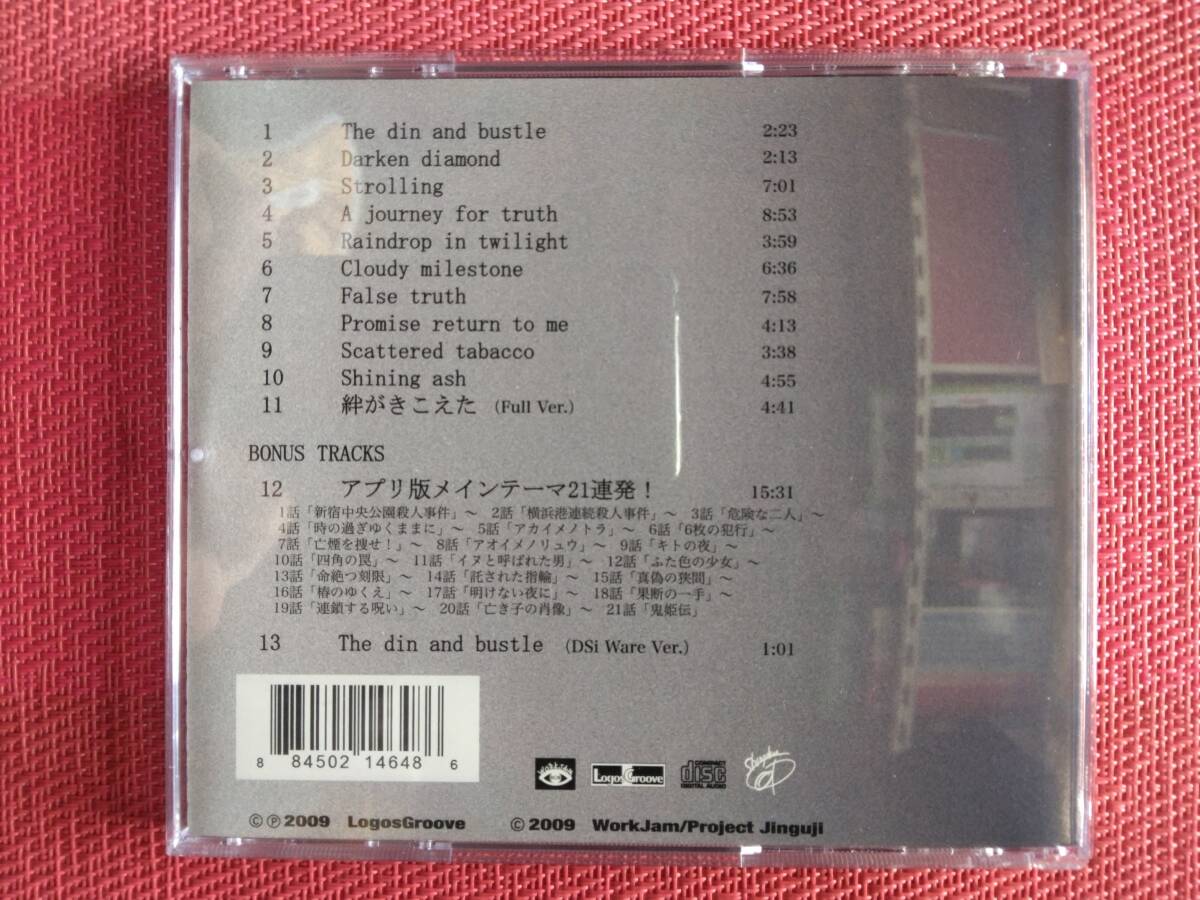 1 The din and bustle 2:23
2 Darken diamond 2:13
3 Strolling 7:01
4 A journey for truth 8:53
5 Raindrop in twilight 3:59
6 Cloudy milestone 6:36
7 False truth 7:58
8 Promise return to me 4:13
9 Scattered tabacco 3:38
10 Shining ash 4:55
11 絆がきこえた (Full Ver.) 4:41
BONUS TRACKS
12 アプリ版メインテーマ21連発! 15:31
1話「新宿中央公園殺人事件」~ 2話「横浜港連続殺人事件」~ 3話「危険な二人」~
4話「時の過ぎゆくままに」~ 5話「アカイメノトラ」~ 6話「6枚の犯行」~
7話「亡煙を捜せ!」~ 8話「アオイメノリュウ」~ 9話「キトの夜」~
10話「四角の罠」~ 11話「イヌと呼ばれた男」~ 12話「ふた色の少女」~
13話「命絶つ刻限」~ 14話「託された指輪」~ 15話「真偽の狭間」~
16話「椿のゆくえ」~ 17話「明けない夜に」~ 18話「果断の一手」~
19話「連鎖する呪い」~ 20話「亡き子の肖像」~ 21話「鬼姫伝」
13 The din and bustle (DSi Ware Ver.) 1:01
8 84502 14648 6
WorkJam LogosGroove COMPACT disc DIGITAL AUDIO
©℗2009 LogosGroove © 2009 WorkJam/Project Jinguji